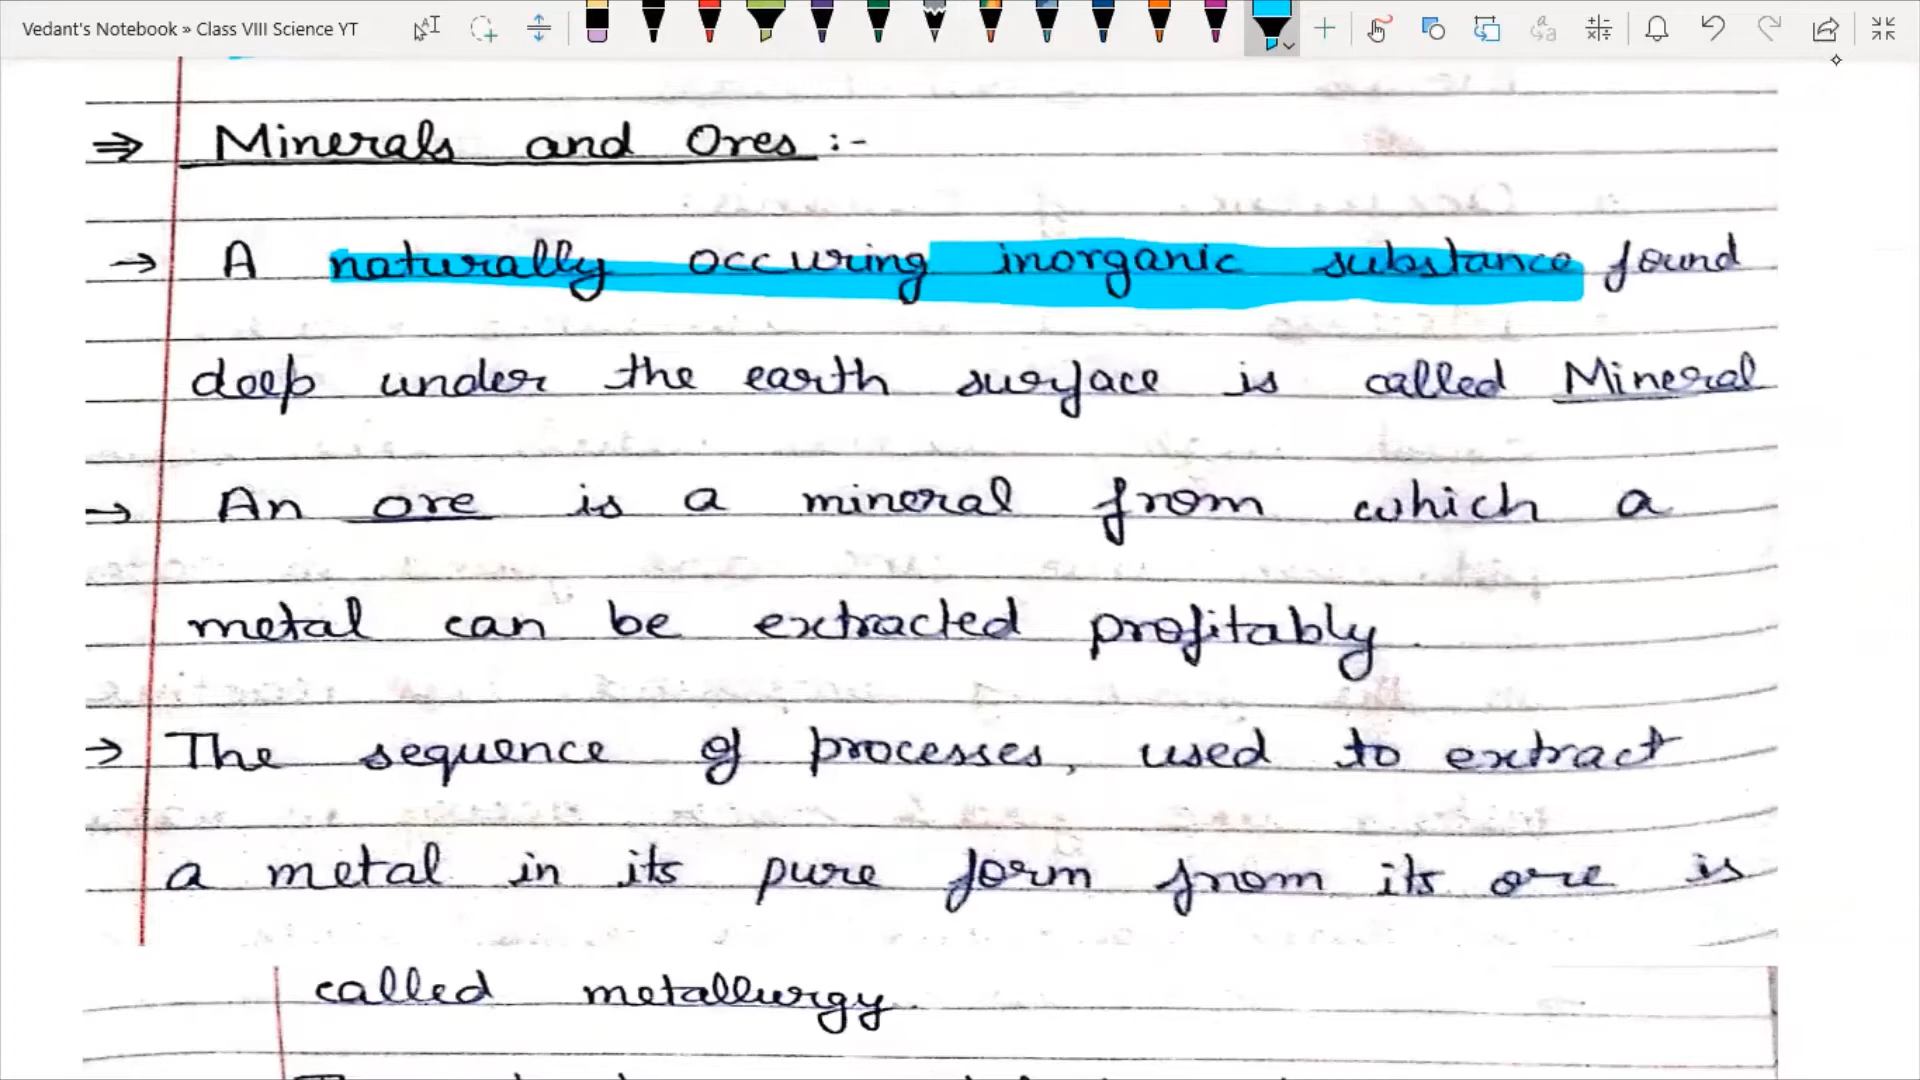 Vedant's Notebook » Class VIII Science YT
⇒ Minerals and Ores :-
→ A naturally occuring inorganic substance found
deep under the earth surface is called Mineral
→ An ore is a mineral from which a
metal can be extracted profitably.
→ The sequence of processes, used to extract
a metal in its pure form from its ore is
called metallurgy.